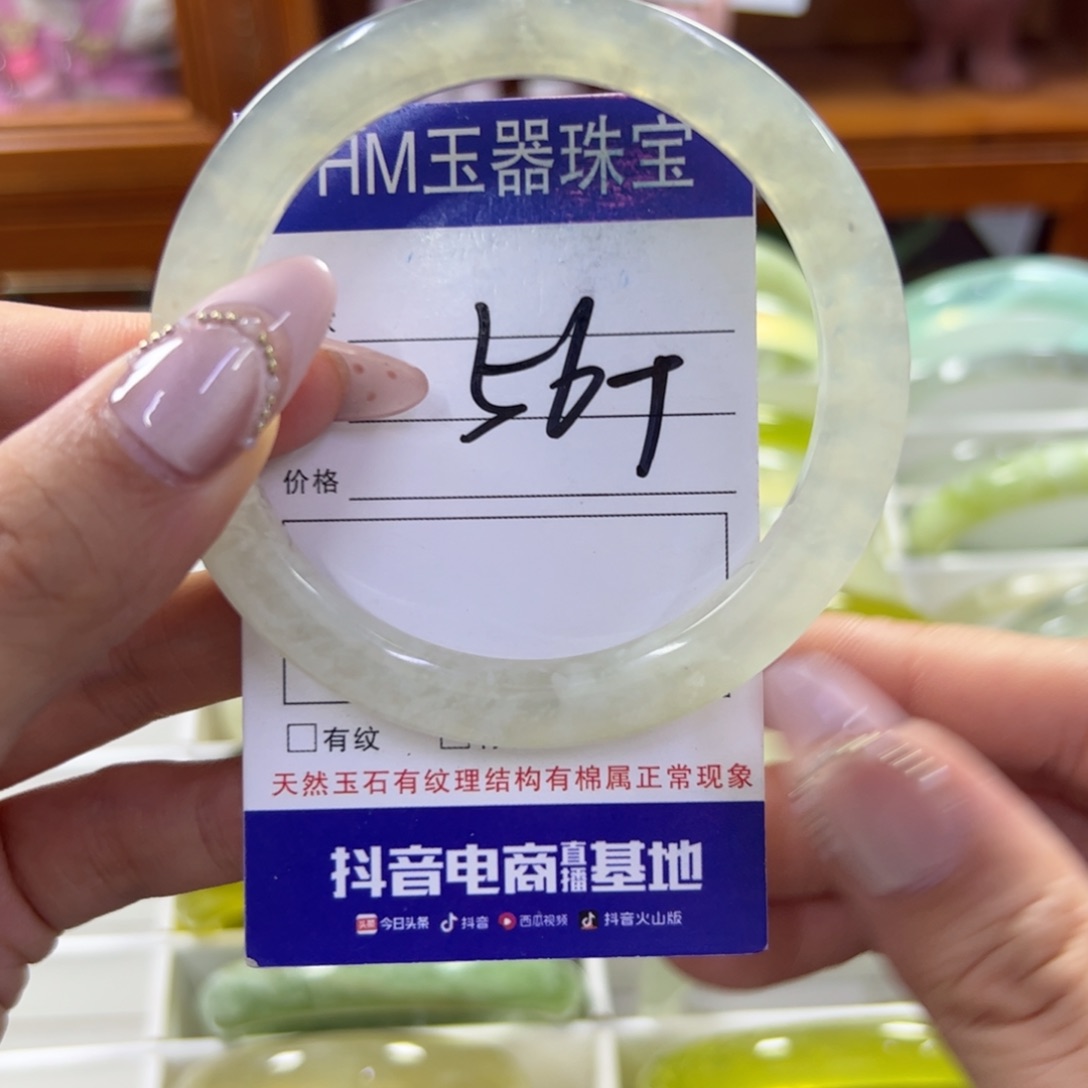 HM玉器珠宝
价格
有纹
天然玉石有纹理结构有棉属正常现象
抖音电商直播基地
头条 今日头条 抖音 西瓜视频 抖音火山版